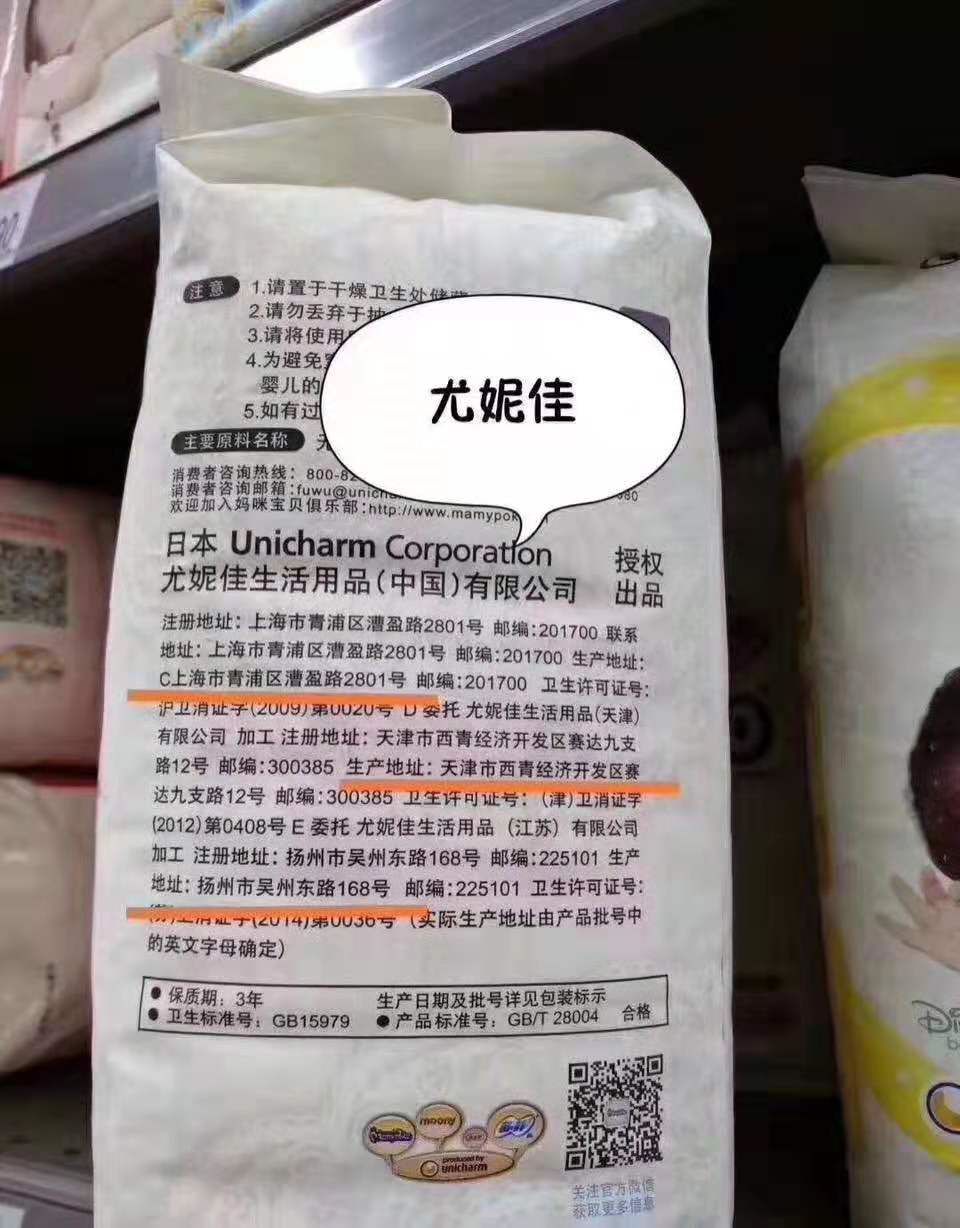 注意 1.请置于干燥卫生处储藏
2.请勿丢弃于抽
3.请将使用
4.为避免
婴儿的
5.如有过
尤妮佳
主要原料名称
消费者咨询热线：800-82
消费者咨询邮箱：fuwu@unicha
欢迎加入妈咪宝贝俱乐部：http://www.mamypok
日本 Unicharm Corporation
尤妮佳生活用品(中国)有限公司
授权
出品
注册地址：上海市青浦区漕盈路2801号 邮编:201700 联系
地址：上海市青浦区漕盈路2801号 邮编:201700 生产地址：
C上海市青浦区漕盈路2801号 邮编:201700 卫生许可证号：
沪卫消证字(2009)第0020号 D 委托 尤妮佳生活用品(天津)
有限公司 加工 注册地址：天津市西青经济开发区赛达九支
路12号 邮编:300385 生产地址：天津市西青经济开发区赛
达九支路12号 邮编:300385 卫生许可证号：（津)卫消证字
(2012)第0408号 E 委托 尤妮佳生活用品（江苏）有限公司
加工 注册地址：扬州市吴州东路168号 邮编:225101 生产
地址：扬州市吴州东路168号 邮编:225101 卫生许可证号：
(苏)卫消证字(2014)第0036号（实际生产地址由产品批号中
的英文字母确定）
● 保质期：3年 生产日期及批号详见包装标示
● 卫生标准号：GB15979 ● 产品标准号：GB/T 28004 合格
moony
produced by
unicharm
关注官方微信
获取更多信息